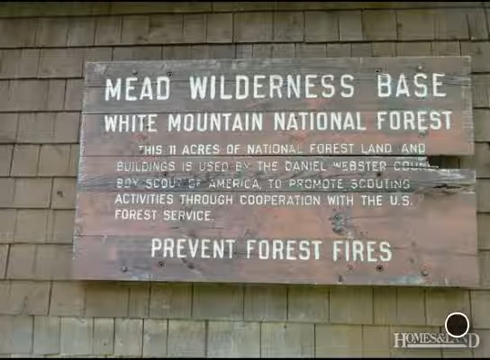 MEAD WILDERNESS BASE
WHITE MOUNTAIN NATIONAL FOREST
THIS 11 ACRES OF NATIONAL FOREST LAND AND
BUILDINGS IS USED BY THE DANIEL WEBSTER
BOY SCOUT OF AMERICA, TO PROMOTE SCOUTING
ACTIVITIES THROUGH COOPERATION WITH THE U.S.
FOREST SERVICE.
PREVENT FOREST FIRES
HOMES&LAND